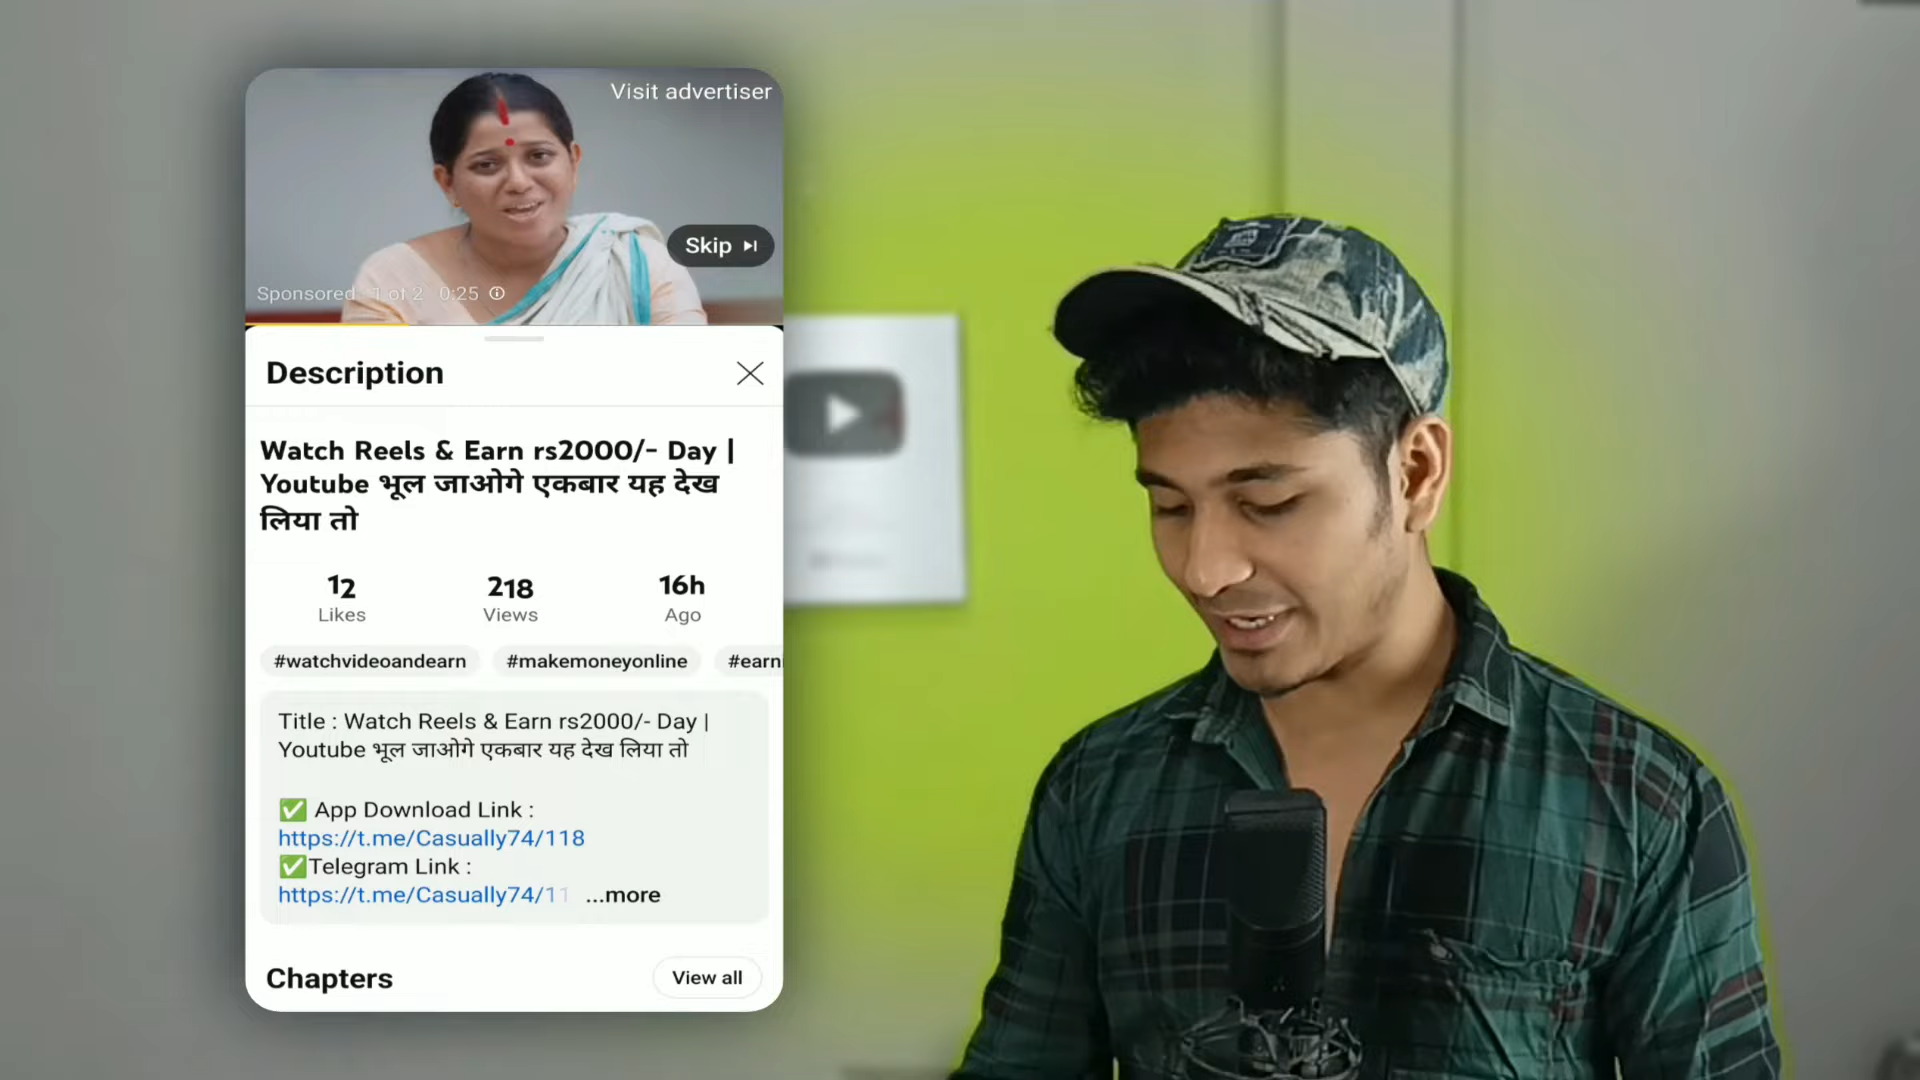 Visit advertiser
Skip
Sponsored 1 of 2 0:25
Description
Watch Reels & Earn rs2000/- Day |
Youtube भूल जाओगे एकबार यह देख
लिया तो
12
Likes
218
Views
16h
Ago
#watchvideoandearn
#makemoneyonline
#earn
Title : Watch Reels & Earn rs2000/- Day |
Youtube भूल जाओगे एकबार यह देख लिया तो
✅ App Download Link :
https://t.me/Casually74/118
✅Telegram Link :
https://t.me/Casually74/11 ...more
Chapters
View all